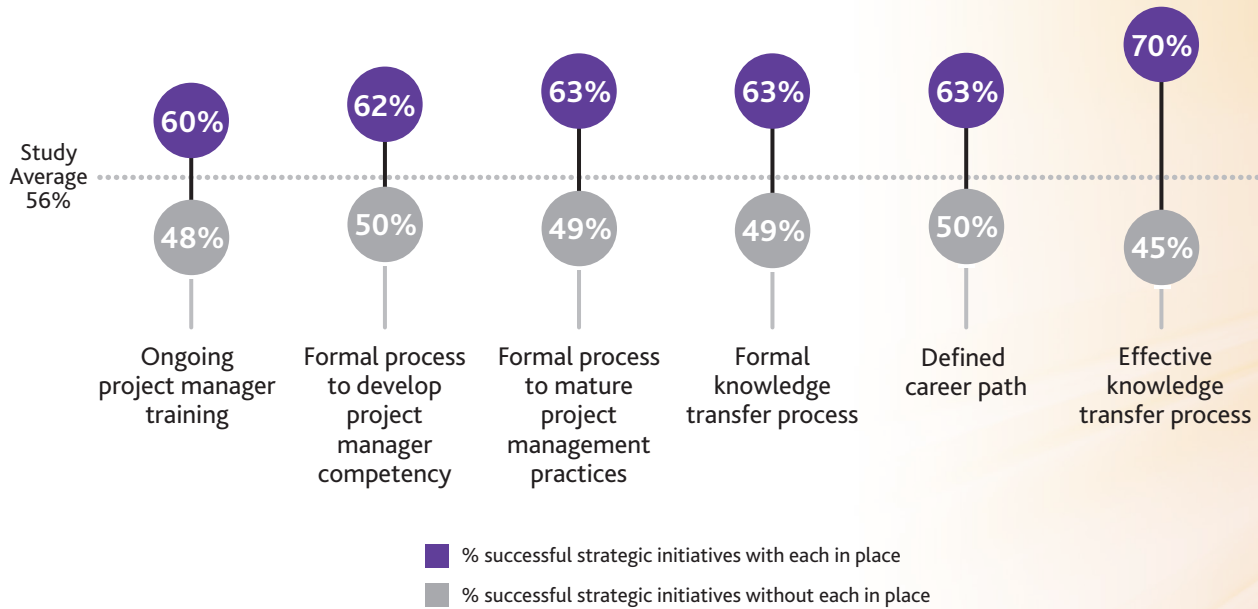 60%
62%
63%
63%
63%
70%
Study
Average
56%
48%
50%
49%
49%
50%
45%
Ongoing
project manager
training
Formal process
to develop
project
manager
competency
Formal process
to mature
project
management
practices
Formal
knowledge
transfer process
Defined
career path
Effective
knowledge
transfer process
% successful strategic initiatives with each in place
% successful strategic initiatives without each in place